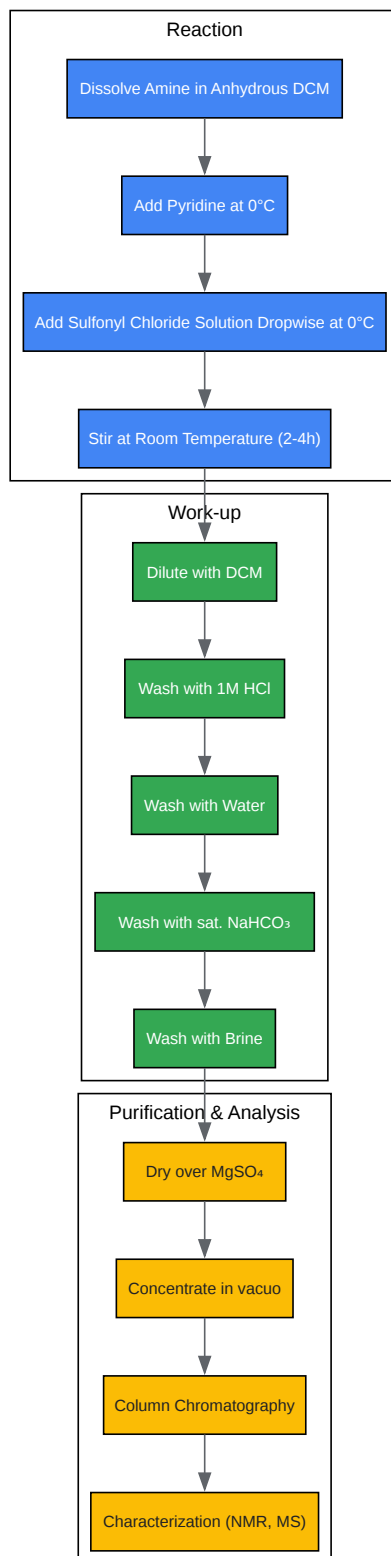 Reaction
Dissolve Amine in Anhydrous DCM
Add Pyridine at 0°C
Add Sulfonyl Chloride Solution Dropwise at 0°C
Stir at Room Temperature (2-4h)
Work-up
Dilute with DCM
Wash with 1M HCl
Wash with Water
Wash with sat. NaHCO₃
Wash with Brine
Purification & Analysis
Dry over MgSO₄
Concentrate in vacuo
Column Chromatography
Characterization (NMR, MS)